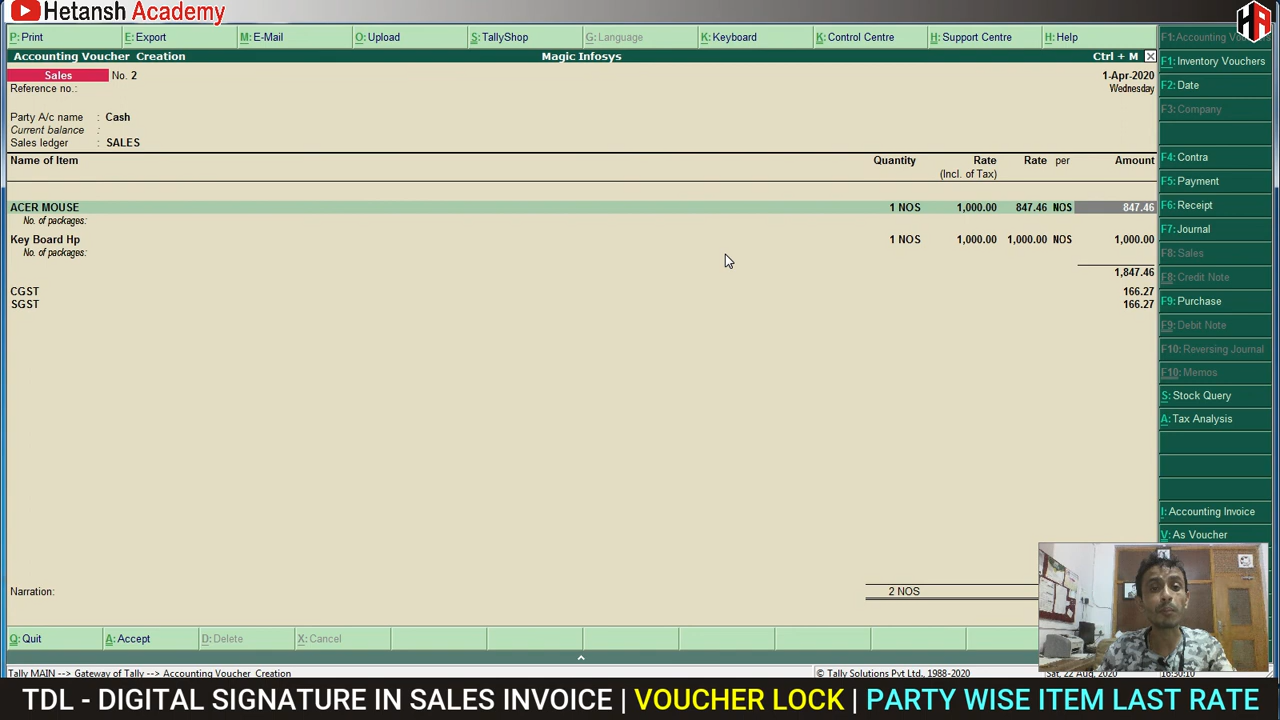 Hetansh Academy
HA
P: Print E: Export M: E-Mail O: Upload S: TallyShop G: Language K: Keyboard K: Control Centre H: Support Centre H: Help
Accounting Voucher Creation Magic Infosys Ctrl + M
Sales No. 2 1-Apr-2020
Reference no.: Wednesday
Party A/c name : Cash
Current balance :
Sales ledger : SALES
Name of Item Quantity Rate Rate per Amount
(Incl. of Tax)
ACER MOUSE 1 NOS 1,000.00 847.46 NOS 847.46
No. of packages:
Key Board Hp 1 NOS 1,000.00 1,000.00 NOS 1,000.00
No. of packages:
1,847.46
CGST 166.27
SGST 166.27
Narration: 2 NOS
Q: Quit A: Accept D: Delete X: Cancel
Tally MAIN --> Gateway of Tally --> Accounting Voucher Creation © Tally Solutions Pvt Ltd., 1988-2020 Sat, 22 Aug, 2020 16:30:10
F1: Accounting
F1: Inventory Vouchers
F2: Date
F3: Company
F4: Contra
F5: Payment
F6: Receipt
F7: Journal
F8: Sales
F8: Credit Note
F9: Purchase
F9: Debit Note
F10: Reversing Journal
F10: Memos
S: Stock Query
A: Tax Analysis
I: Accounting Invoice
V: As Voucher
TDL - DIGITAL SIGNATURE IN SALES INVOICE | VOUCHER LOCK | PARTY WISE ITEM LAST RATE